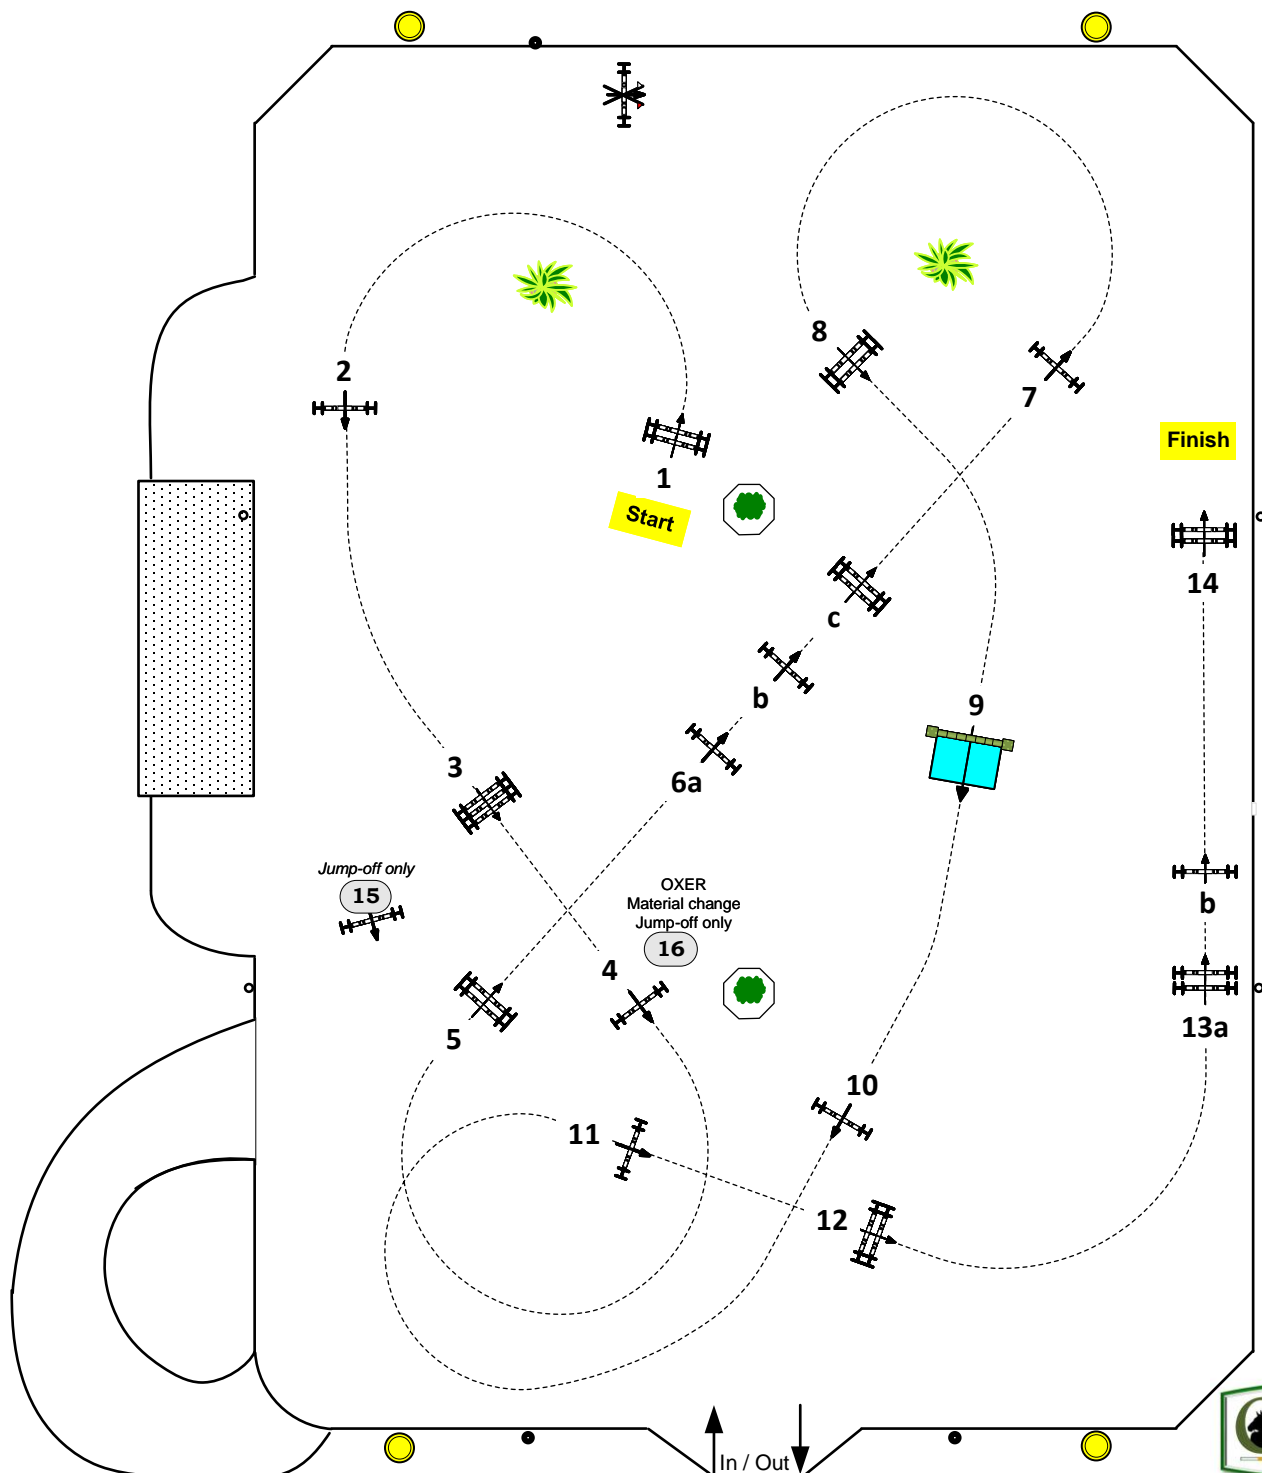 2
8
7
1
Start
Finish
14
c
b
9
3
6a
Jump-off only
15
OXER
Material change
Jump-off only
16
b
4
13a
5
10
11
12
In / Out